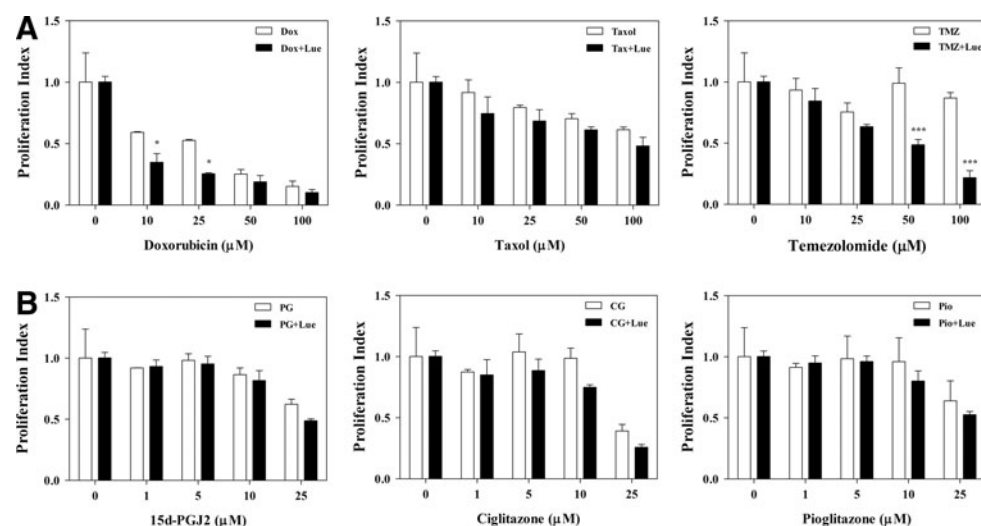 A
Proliferation Index
1.5
1.0
0.5
0.0
Dox
Dox+Lue
*
*
0 10 25 50 100
Doxorubicin (μM)
Proliferation Index
1.5
1.0
0.5
0.0
Taxol
Tax+Lue
0 10 25 50 100
Taxol (μM)
Proliferation Index
1.5
1.0
0.5
0.0
TMZ
TMZ+Lue
***
***
0 10 25 50 100
Temezolomide (μM)
B
Proliferation Index
1.5
1.0
0.5
0.0
PG
PG+Lue
0 1 5 10 25
15d-PGJ2 (μM)
Proliferation Index
1.5
1.0
0.5
0.0
CG
CG+Lue
0 1 5 10 25
Ciglitazone (μM)
Proliferation Index
1.5
1.0
0.5
0.0
Pio
Pio+Lue
0 1 5 10 25
Pioglitazone (μM)